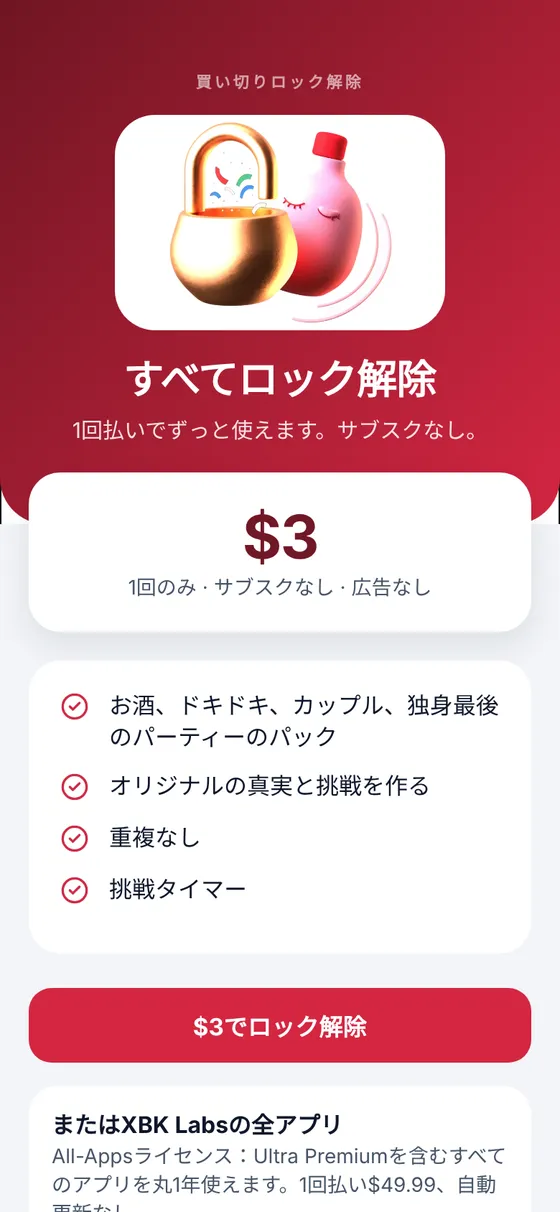 買い切りロック解除
すべてロック解除
1回払いでずっと使えます。サブスクなし。
$3
1回のみ · サブスクなし · 広告なし
お酒、ドキドキ、カップル、独身最後
のパーティーのパック
オリジナルの真実と挑戦を作る
重複なし
挑戦タイマー
$3でロック解除
またはXBK Labsの全アプリ
All-Appsライセンス：Ultra Premiumを含むすべて
のアプリを丸1年使えます。1回払い$49.99、自動
更新なし